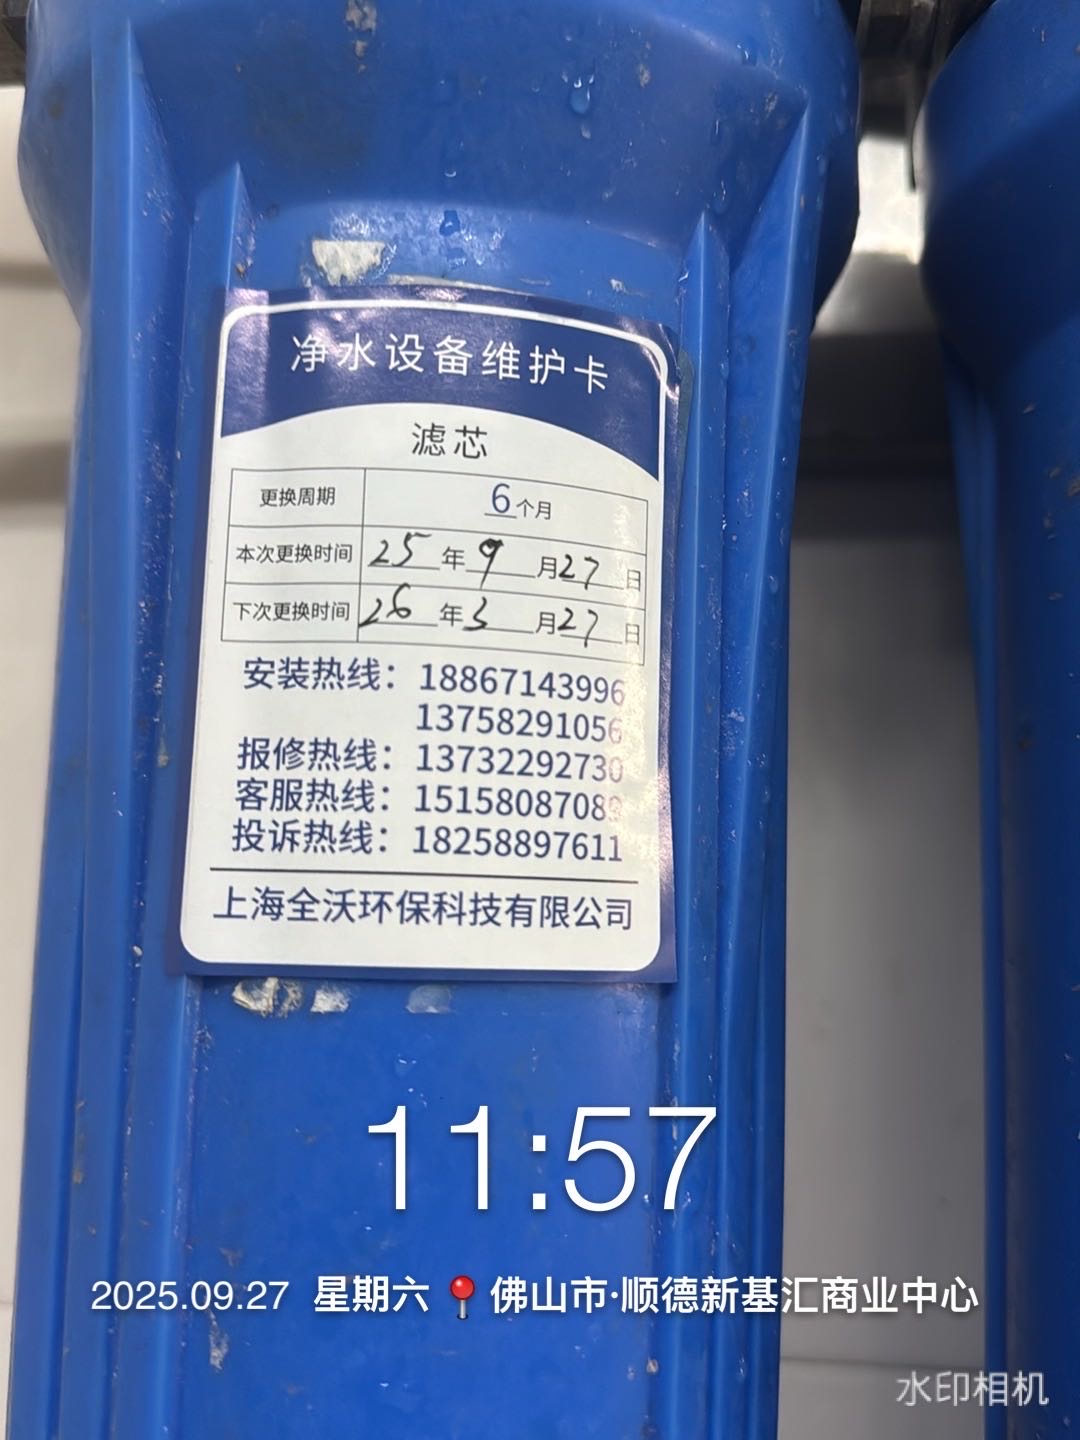 净水设备维护卡
滤芯
更换周期 6个月
本次更换时间 25年9月27日
下次更换时间 26年3月27日
安装热线：18867143996
13758291056
报修热线：13732292730
客服热线：15158087089
投诉热线：18258897611
上海全沃环保科技有限公司
11:57
2025.09.27 星期六 📍 佛山市·顺德新基汇商业中心
水印相机